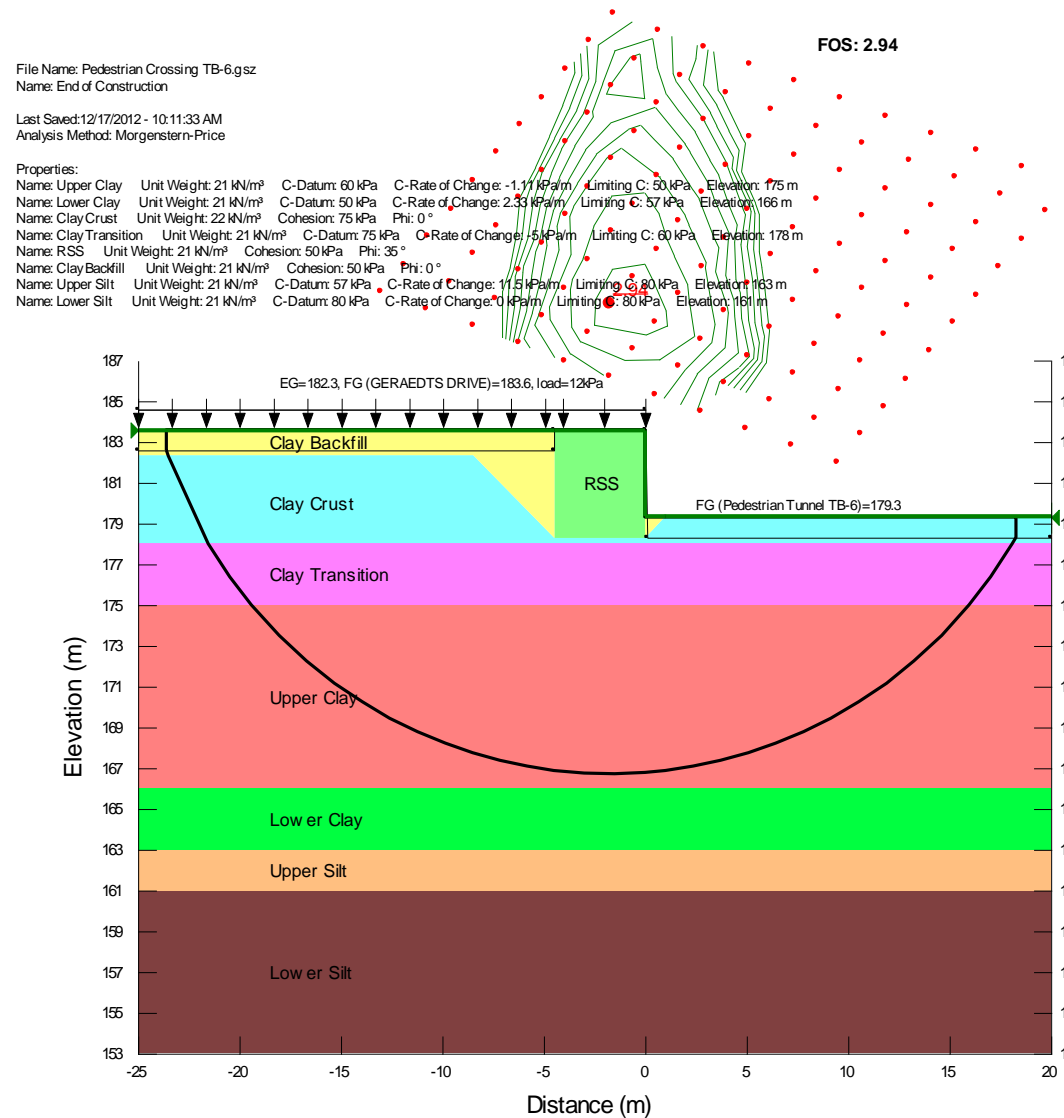 FOS: 2.94
File Name: Pedestrian Crossing TB-6.gsz
Name: End of Construction
Last Saved:12/17/2012 - 10:11:33 AM
Analysis Method: Morgenstern-Price
Properties:
Name: Upper Clay Unit Weight: 21 kN/m³ C-Datum: 60 kPa C-Rate of Change: -1.11 kPa/m Limiting C: 50 kPa Elevation: 175 m
Name: Lower Clay Unit Weight: 21 kN/m³ C-Datum: 50 kPa C-Rate of Change: 2.33 kPa/m Limiting C: 57 kPa Elevation: 166 m
Name: Clay Crust Unit Weight: 22 kN/m³ Cohesion: 75 kPa Phi: 0 °
Name: Clay Transition Unit Weight: 21 kN/m³ C-Datum: 75 kPa C-Rate of Change: -5 kPa/m Limiting C: 60 kPa Elevation: 178 m
Name: RSS Unit Weight: 21 kN/m³ Cohesion: 50 kPa Phi: 35 °
Name: Clay Backfill Unit Weight: 21 kN/m³ Cohesion: 50 kPa Phi: 0 °
Name: Upper Silt Unit Weight: 21 kN/m³ C-Datum: 57 kPa C-Rate of Change: 11.5 kPa/m Limiting C: 80 kPa Elevation: 163 m
Name: Lower Silt Unit Weight: 21 kN/m³ C-Datum: 80 kPa C-Rate of Change: 0 kPa/m Limiting C: 80 kPa Elevation: 161 m
2.94
187
EG=182.3, FG (GERAEDTS DRIVE)=183.6, load=12kPa
185
183
Clay Backfill
181
RSS
Clay Crust
FG (Pedestrian Tunnel TB-6)=179.3
179
177
Clay Transition
175
173
171
Upper Clay
169
167
165
Lower Clay
163
Upper Silt
161
159
157
Lower Silt
155
153
Elevation (m)
-25 -20 -15 -10 -5 0 5 10 15 20
Distance (m)